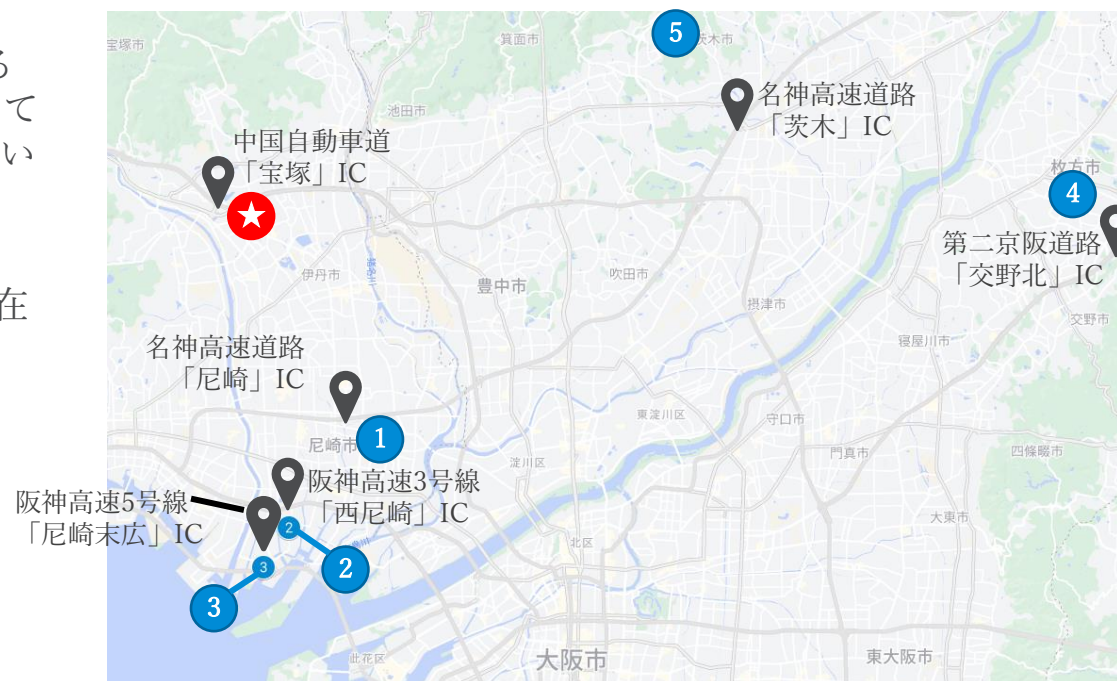 る
て
い
在
宝塚市
箕面市
5
茨木市
池田市
名神高速道路
「茨木」IC
中国自動車道
「宝塚」IC
枚方市
4
第二京阪道路
「交野北」IC
伊丹市
豊中市
吹田市
摂津市
交野市
寝屋川市
名神高速道路
「尼崎」IC
東淀川区
守口市
尼崎市
1
淀川区
門真市
四條畷市
阪神高速3号線
「西尼崎」IC
阪神高速5号線
「尼崎末広」IC
2
大東市
北区
3
2
3
此花区
大阪市
東大阪市